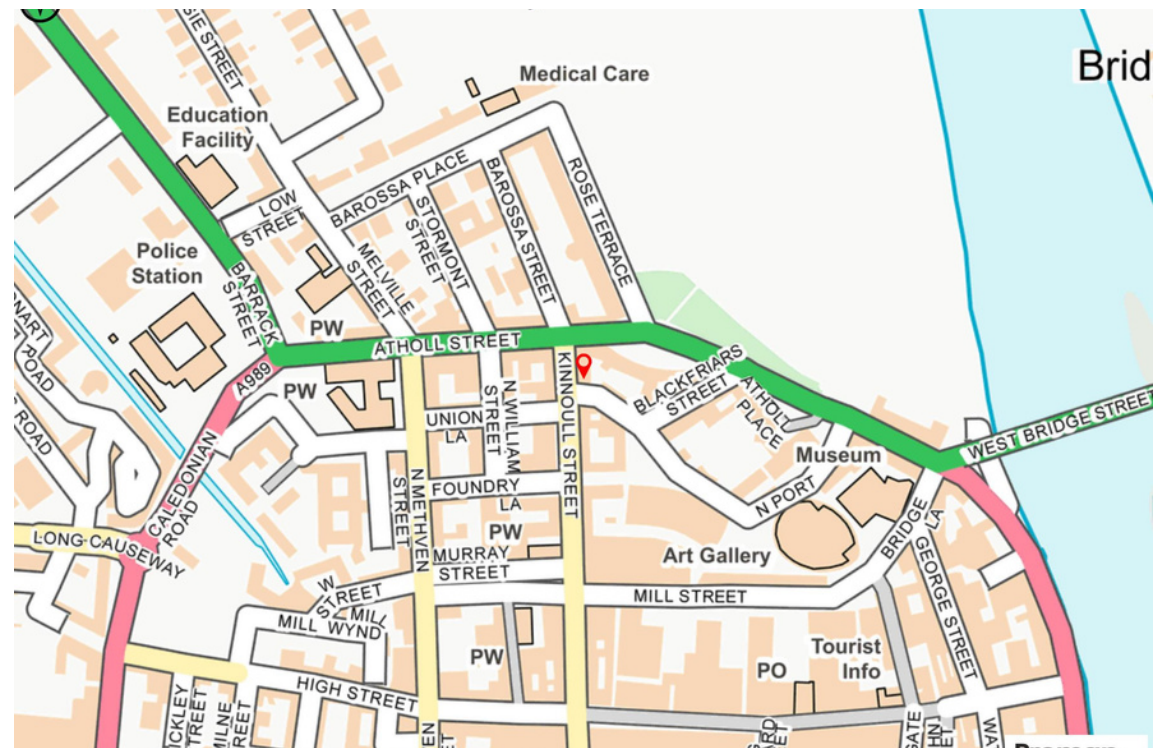 SIE STREET
Medical Care
Brid
Education
Facility
BAROSSA PLACE
BAROSSA STREET
ROSE TERRACE
LOW
STREET
STORMONT
STREET
Police
Station
MELVILLE
STREET
BARRACK
STREET
PW
ATHOLL STREET
NART
ROAD
A989
PW
KINNOULL STREET
BLACKFRIARS
STREET
ATHOLL
PLACE
ROAD
UNION
LA
N WILLIAM
STREET
WEST BRIDGE STREET
Museum
CALEDONIAN
ROAD
N METHVEN
STREET
FOUNDRY
LA
N PORT
LONG CAUSEWAY
PW
MURRAY
STREET
Art Gallery
BRIDGE
LA
GEORGE STREET
W MILL
STREET
MILL STREET
MILL WYND
Tourist
Info
PW
PO
HIGH STREET
ICKLEY
STREET
MILNE
STREET